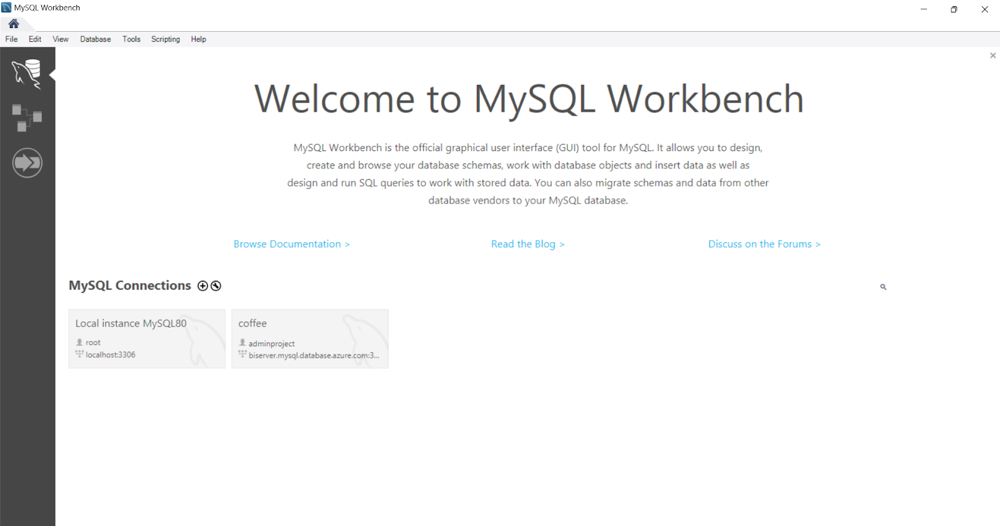 MySQL Workbench
File Edit View Database Tools Scripting Help
Welcome to MySQL Workbench
MySQL Workbench is the official graphical user interface (GUI) tool for MySQL. It allows you to design,
create and browse your database schemas, work with database objects and insert data as well as
design and run SQL queries to work with stored data. You can also migrate schemas and data from other
database vendors to your MySQL database.
Browse Documentation > Read the Blog > Discuss on the Forums >
MySQL Connections
Local instance MySQL80
root
localhost:3306
coffee
adminproject
biserver.mysql.database.azure.com:3...